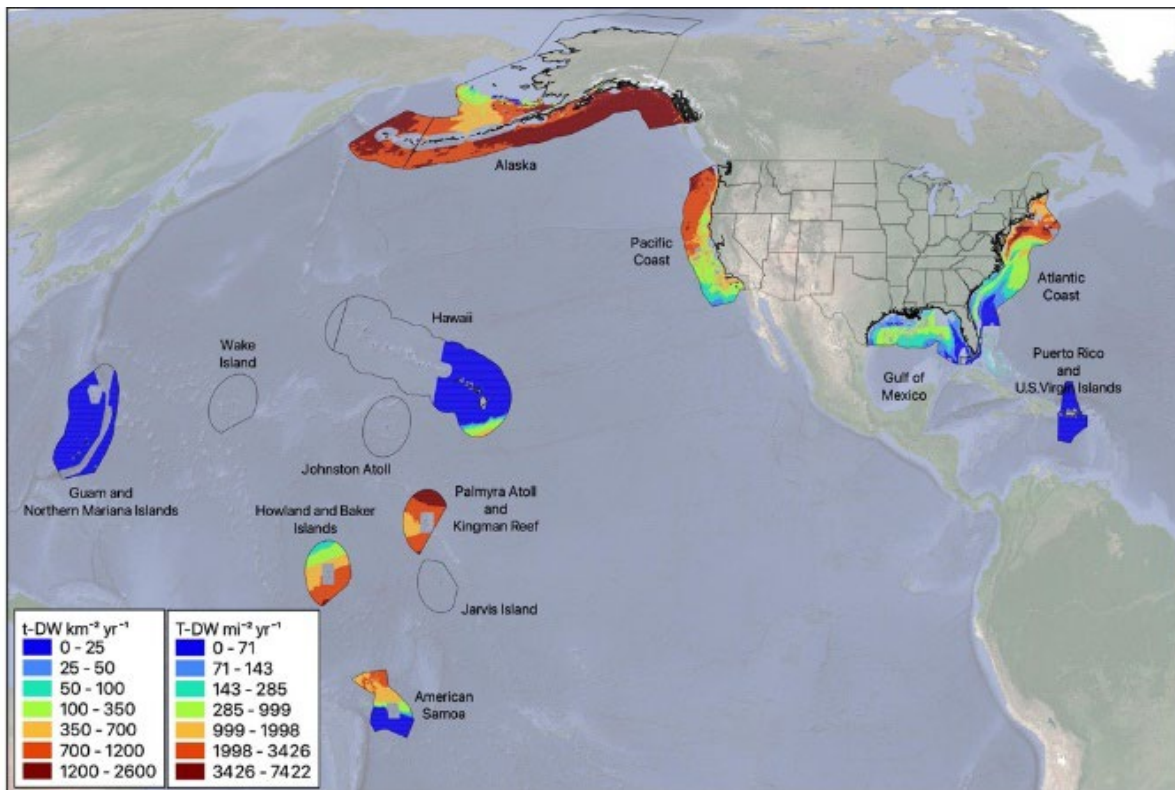 Alaska
Pacific
Coast
Atlantic
Coast
Hawaii
Wake
Island
Puerto Rico
and
U.S.Virgin Islands
Gulf of
Mexico
Johnston Atoll
Guam and
Northern Mariana Islands
Palmyra Atoll
and
Kingman Reef
Howland and Baker
Islands
Jarvis Island
American
Samoa
t-DW km⁻² yr⁻¹
0 - 25
25 - 50
50 - 100
100 - 350
350 - 700
700 - 1200
1200 - 2600
T-DW mi⁻² yr⁻¹
0 - 71
71 - 143
143 - 285
285 - 999
999 - 1998
1998 - 3426
3426 - 7422